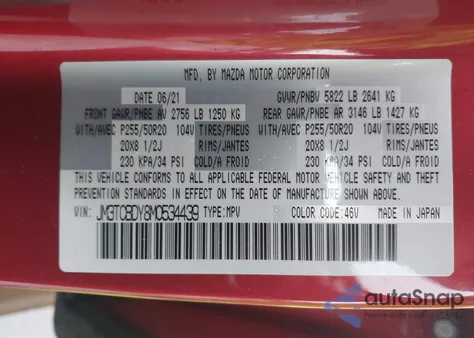 MFD. BY MAZDA MOTOR CORPORATION
DATE 06/21 GVWR/PNBV 5822 LB 2641 KG
FRONT GAWR/PNBE AV 2756 LB 1250 KG REAR GAWR/PNBE AR 3146 LB 1427 KG
WITH/AVEC P255/50R20 104V TIRES/PNEUS WITH/AVEC P255/50R20 104V TIRES/PNEUS
20X8 1/2J RIMS/JANTES 20X8 1/2J RIMS/JANTES
230 KPA/34 PSI COLD/A FROID 230 KPA/34 PSI COLD/A FROID
THIS VEHICLE CONFORMS TO ALL APPLICABLE FEDERAL MOTOR VEHICLE SAFETY
STANDARDS IN EFFECT ON THE DATE OF MANUFACTURE SHOWN ABOVE.
VIN: JM3TCBDY8M0534439 TYPE:MPV COLOR CODE:46V MADE IN JAPAN
autoSnap